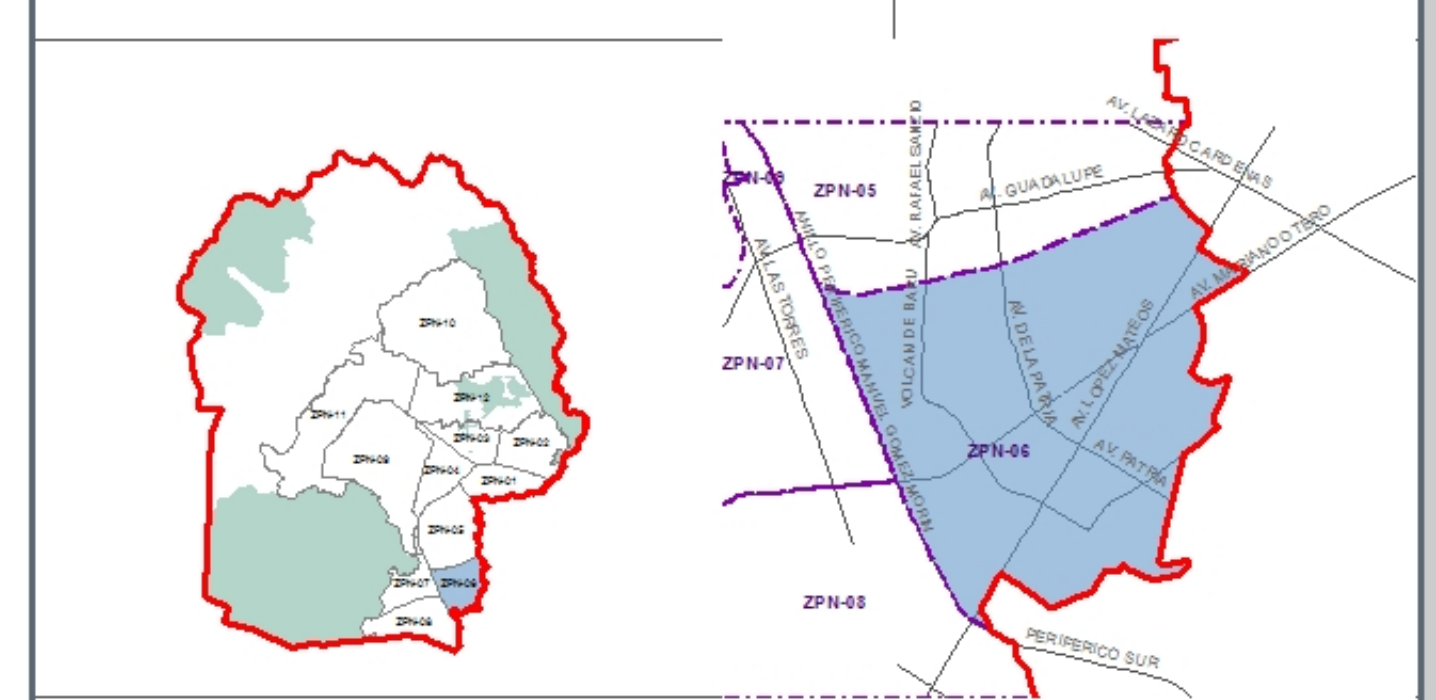 ZPN-10
ZPN-12
ZPN-11
ZPN-03
ZPN-02
ZPN-09
ZPN-04
ZPN-01
ZPN-05
ZPN-07
ZPN-06
ZPN-08
AV. LAZARO CARDENAS
AV. RAFAEL SANZIO
ZPN-09
ZPN-05
AV. GUADALUPE
AV. MARIANO OTERO
ANILLO PERIFERICO MANUEL GOMEZ MORIN
AV. LAS TORRES
VOLCAN DE BARU
AV. DE LA PATRIA
AV. LOPEZ MATEOS
ZPN-07
ZPN-06
AV. PATRIA
ZPN-08
PERIFERICO SUR